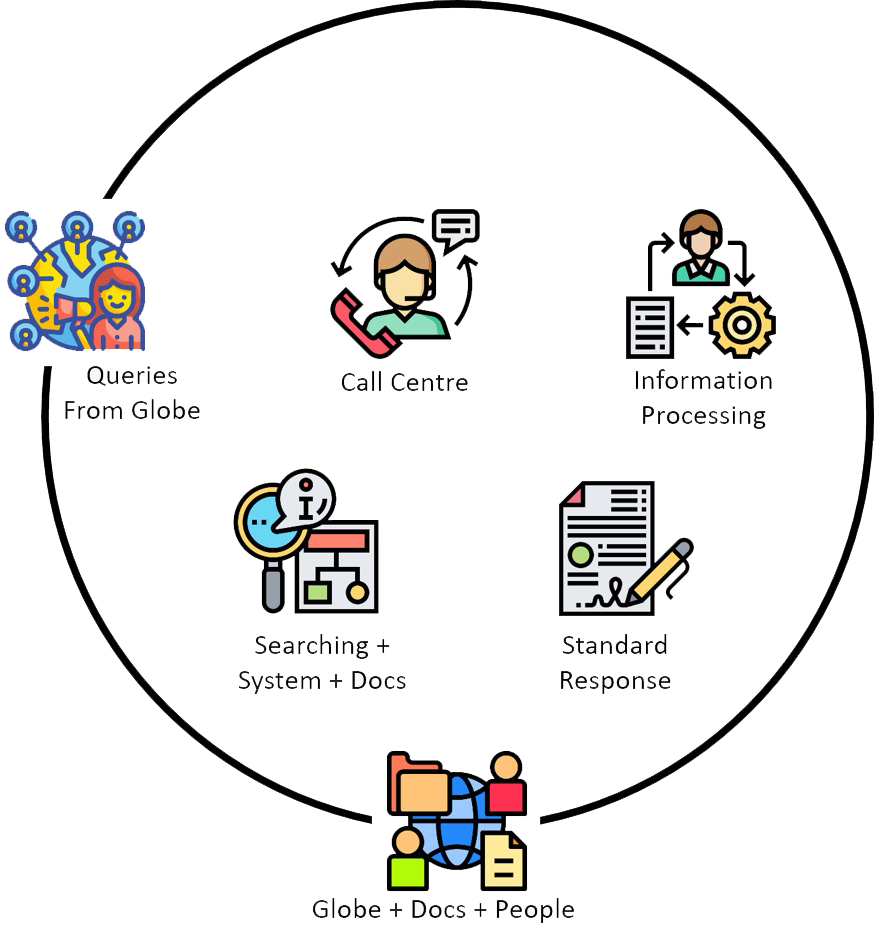 Queries
From Globe
Call Centre
Information
Processing
Searching +
System + Docs
Standard
Response
Globe + Docs + People